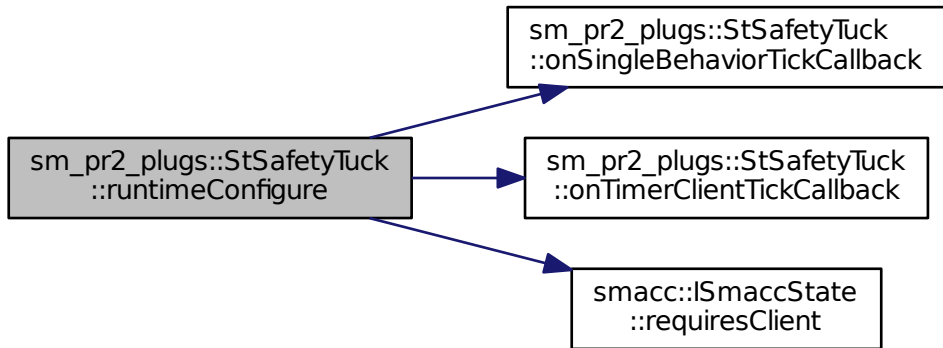 sm_pr2_plugs::StSafetyTuck
::runtimeConfigure
sm_pr2_plugs::StSafetyTuck
::onSingleBehaviorTickCallback
sm_pr2_plugs::StSafetyTuck
::onTimerClientTickCallback
smacc::ISmaccState
::requiresClient